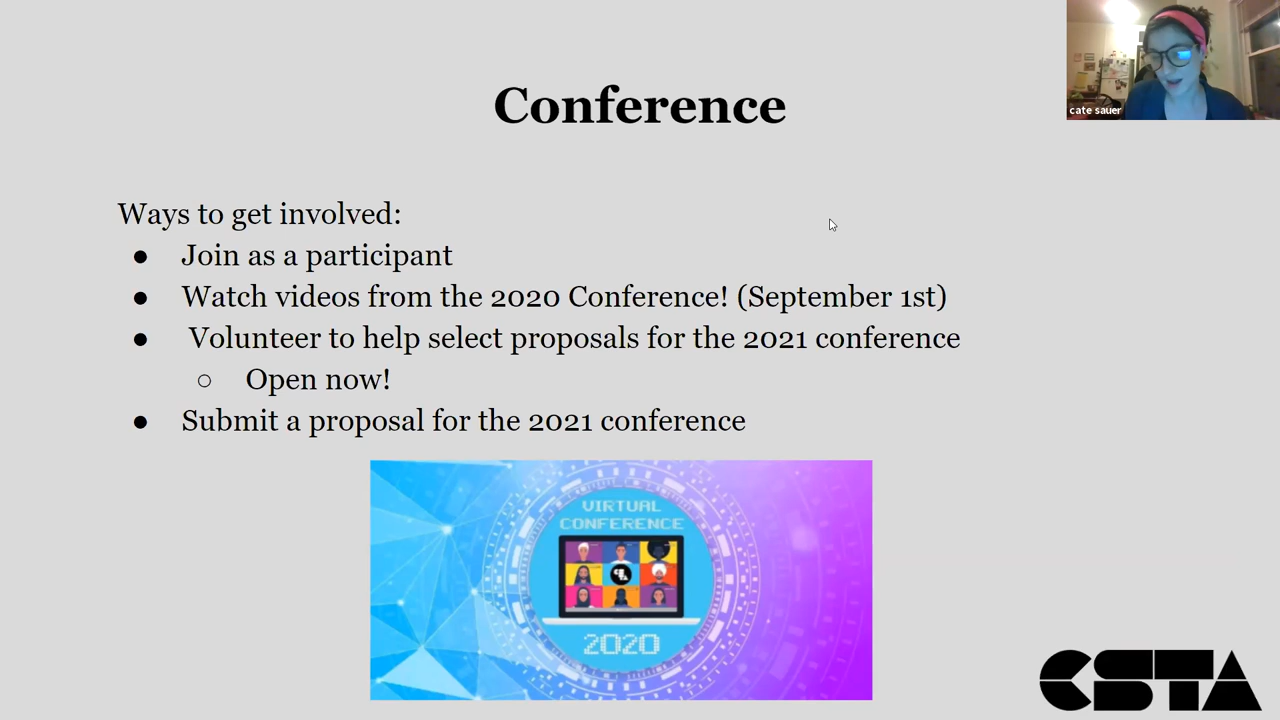 cate sauer
Conference
Ways to get involved:
● Join as a participant
● Watch videos from the 2020 Conference! (September 1st)
● Volunteer to help select proposals for the 2021 conference
○ Open now!
● Submit a proposal for the 2021 conference
VIRTUAL
CONFERENCE
2020
CSTA